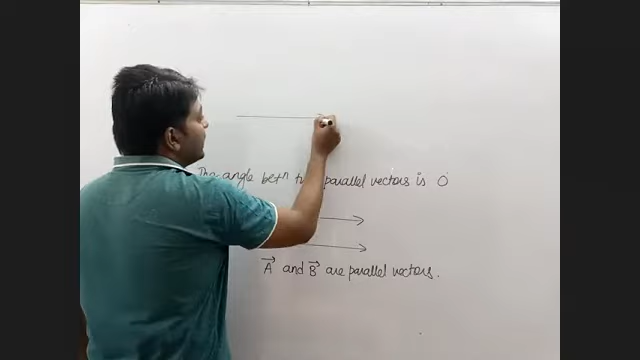 The angle betⁿ parallel vectors is 0
A⃗ and B⃗ are parallel vectors.